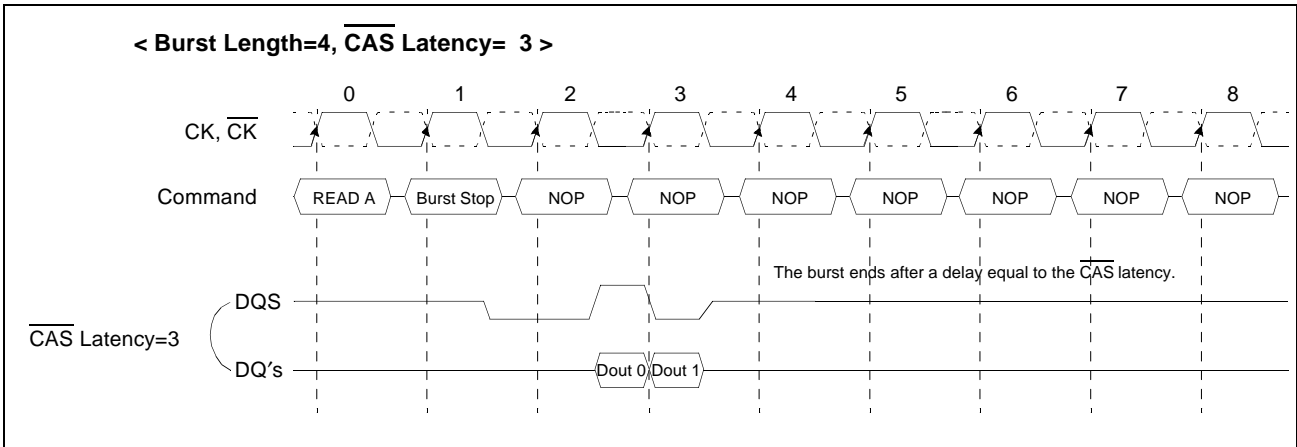 < Burst Length=4, CAS Latency= 3 >
0 1 2 3 4 5 6 7 8
CK, CK
Command READ A Burst Stop NOP NOP NOP NOP NOP NOP NOP
The burst ends after a delay equal to the CAS latency.
DQS
CAS Latency=3
DQ′s Dout 0 Dout 1